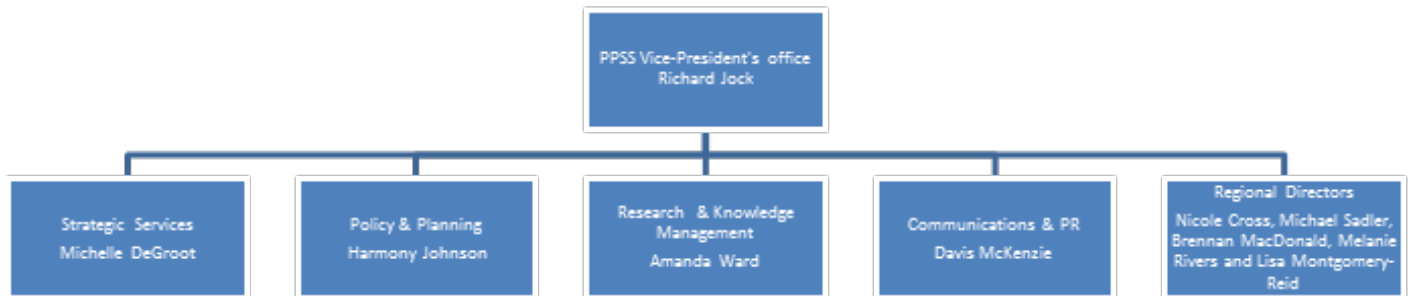 PPSS Vice-President's office
Richard Jock
Strategic Services
Michelle DeGroot
Policy & Planning
Harmony Johnson
Research & Knowledge
Management
Amanda Ward
Communications & PR
Davis McKenzie
Regional Directors
Nicole Cross, Michael Sadler,
Brennan MacDonald, Melanie
Rivers and Lisa Montgomery-
Reid